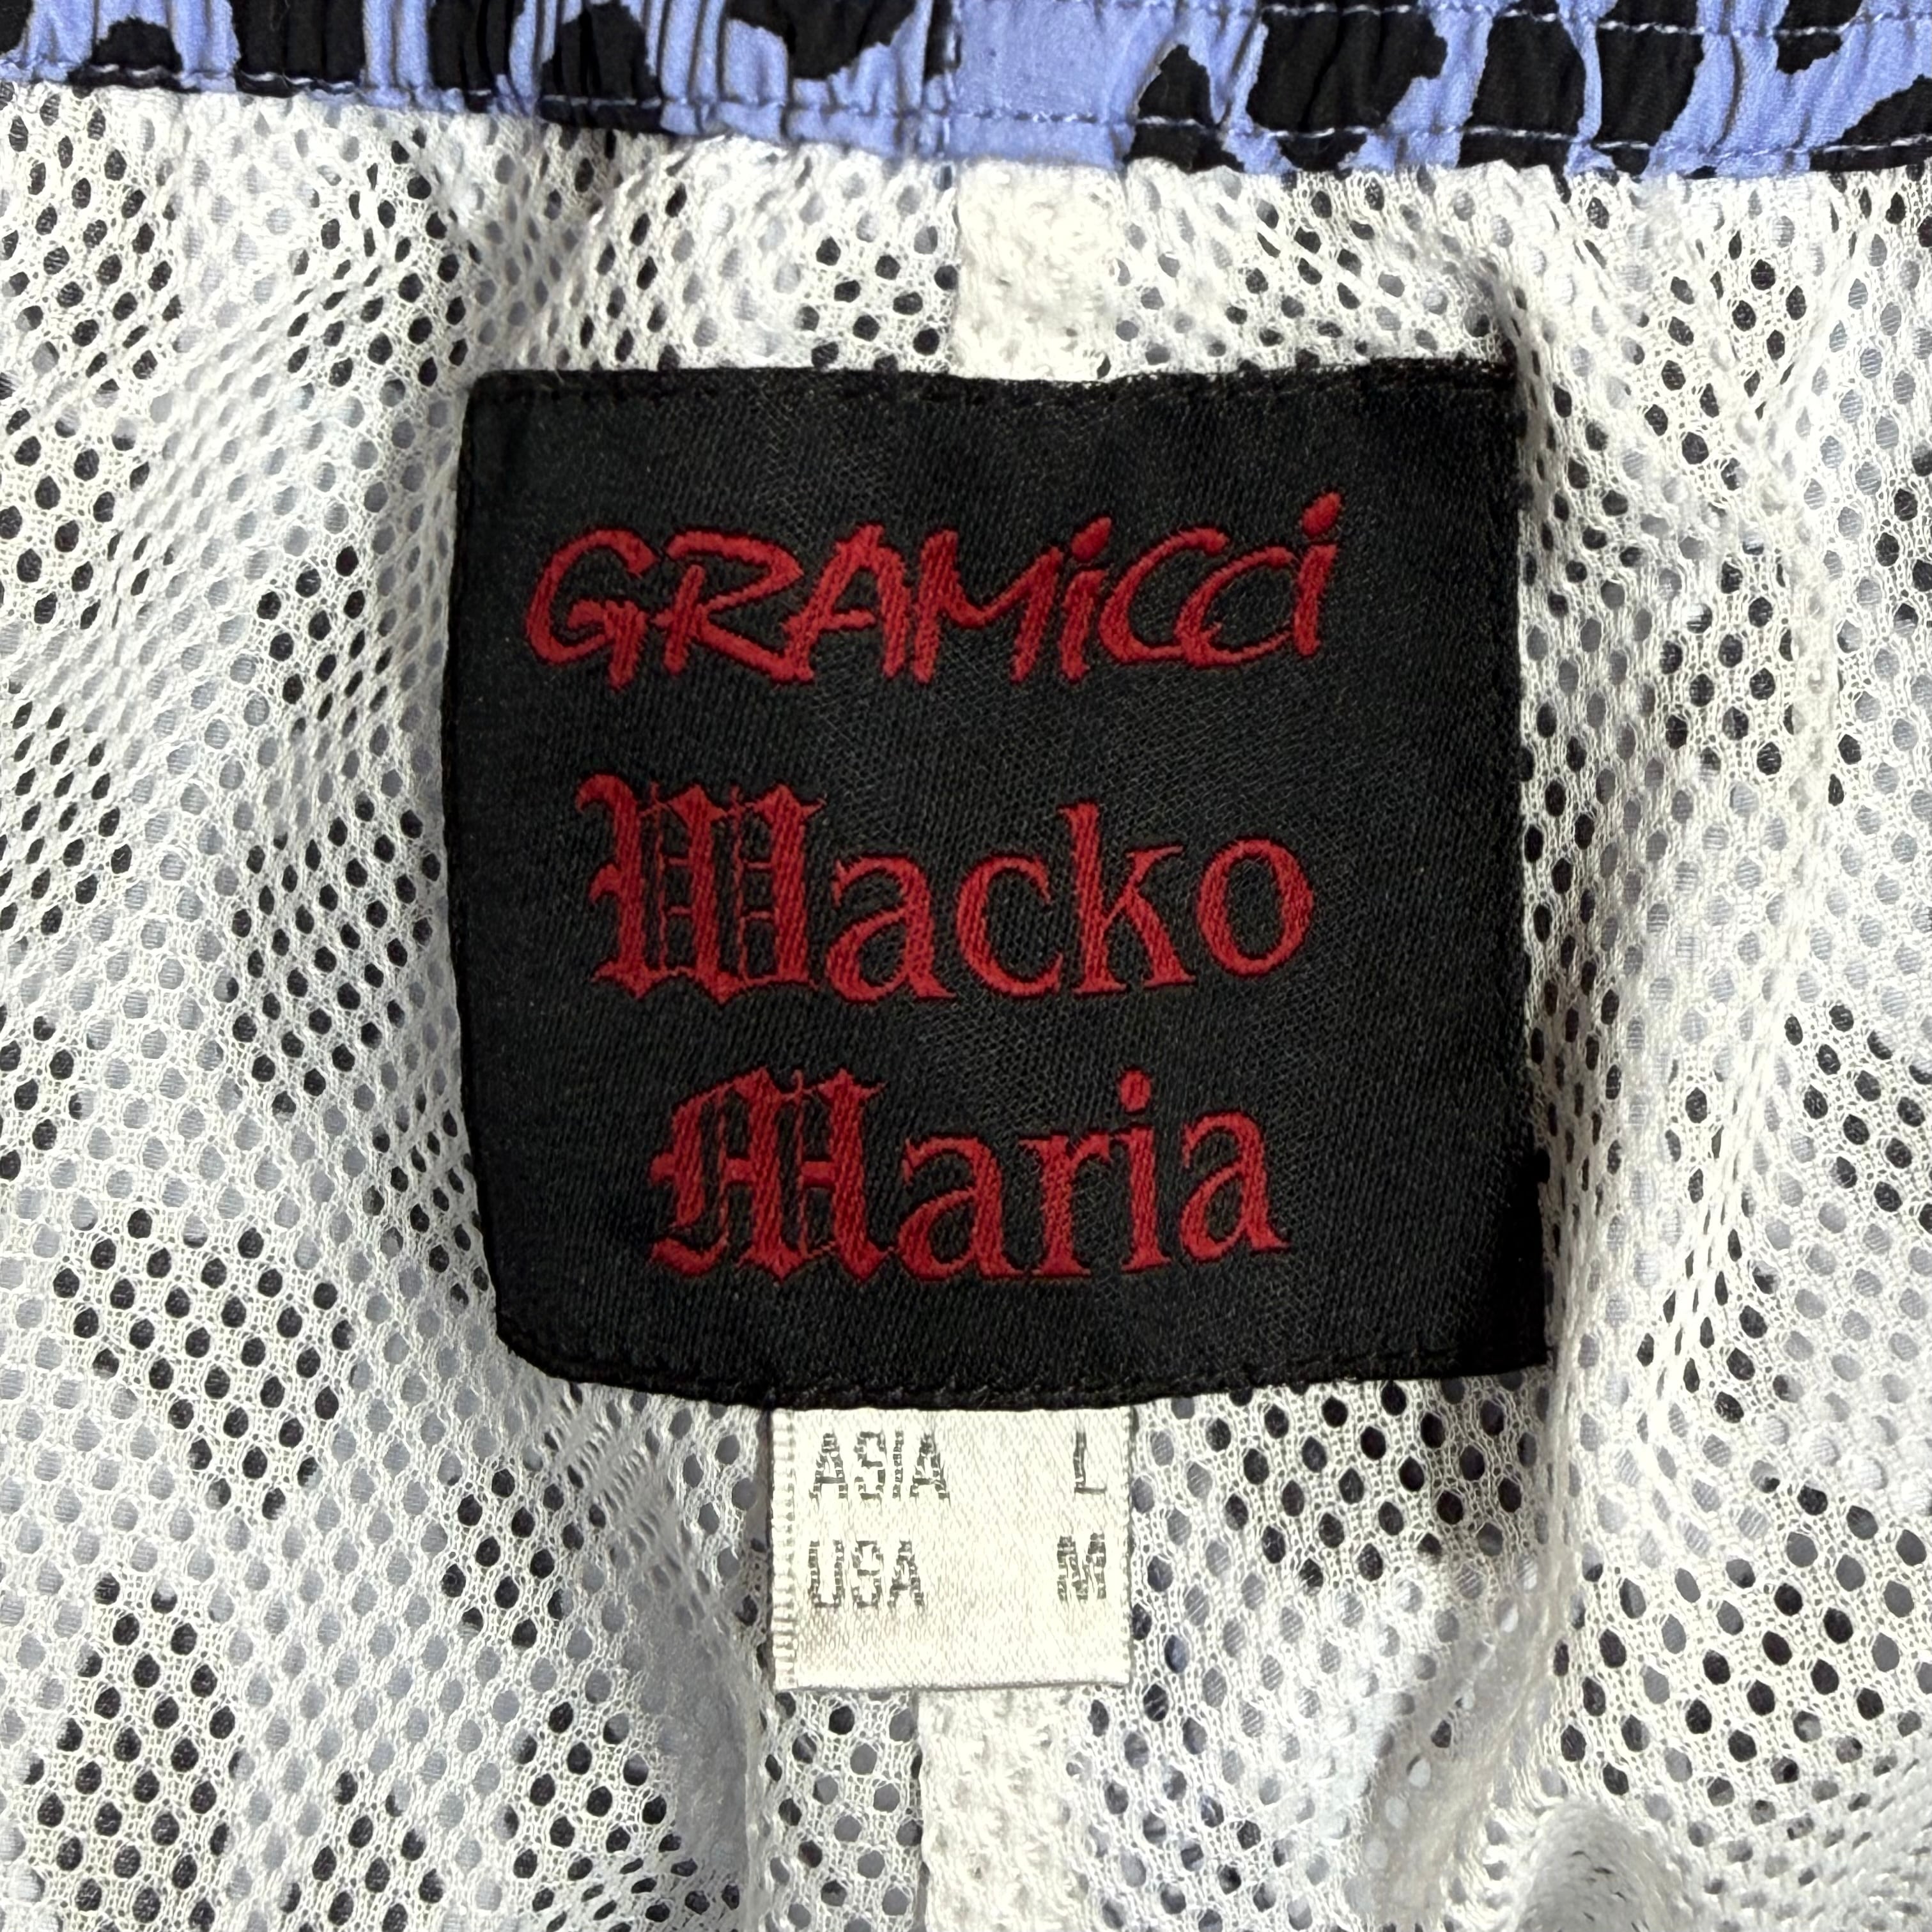 GRAMiCCi
Wacko
Maria
ASIA L
USA M